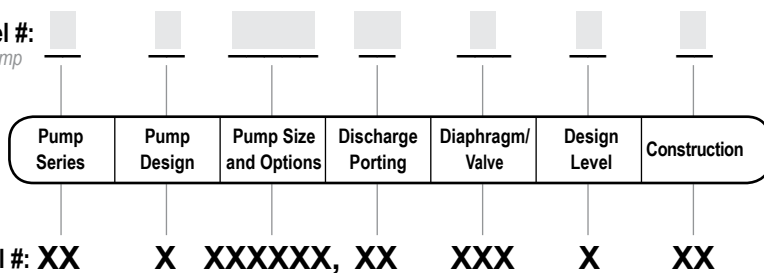 el #:
mp
Pump Series
Pump Design
Pump Size and Options
Discharge Porting
Diaphragm/ Valve
Design Level
Construction
l #: XX X XXXXXX, XX XXX X XX